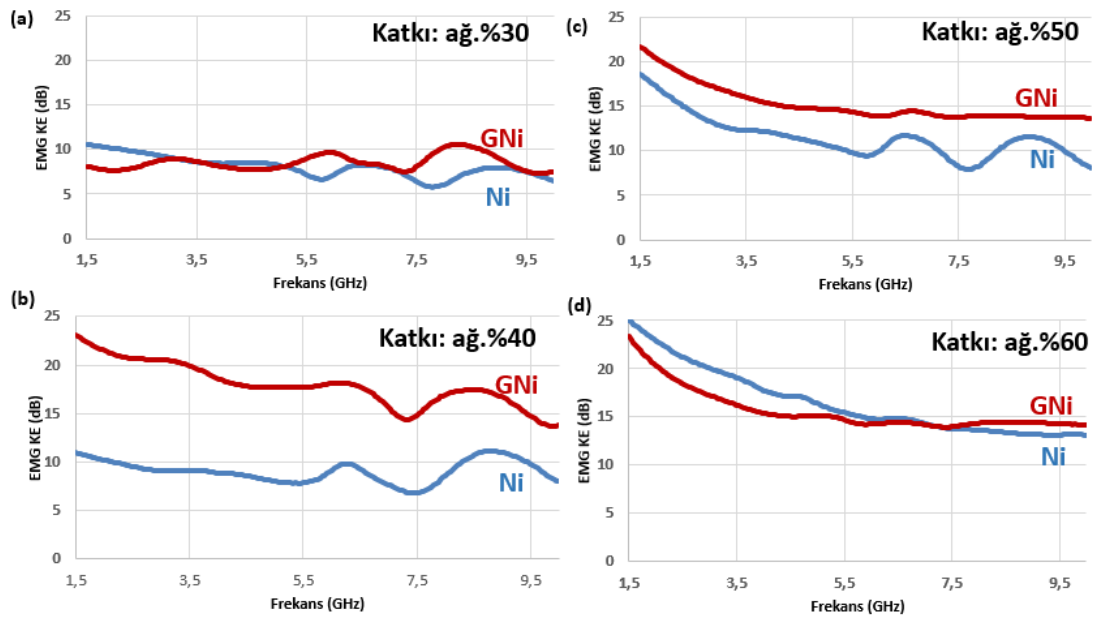 (a)
Katkı: ağ.%30
EMG KE (dB)
25
20
15
10
5
0
GNi
Ni
1,5
3,5
5,5
7,5
9,5
Frekans (GHz)
(b)
Katkı: ağ.%40
EMG KE (dB)
25
20
15
10
5
0
GNi
Ni
1,5
3,5
5,5
7,5
9,5
Frekans (GHz)
(c)
Katkı: ağ.%50
EMG KE (dB)
25
20
15
10
5
0
GNi
Ni
1,5
3,5
5,5
7,5
9,5
Frekans (GHz)
(d)
Katkı: ağ.%60
EMG KE (dB)
25
20
15
10
5
0
GNi
Ni
1,5
3,5
5,5
7,5
9,5
Frekans (GHz)